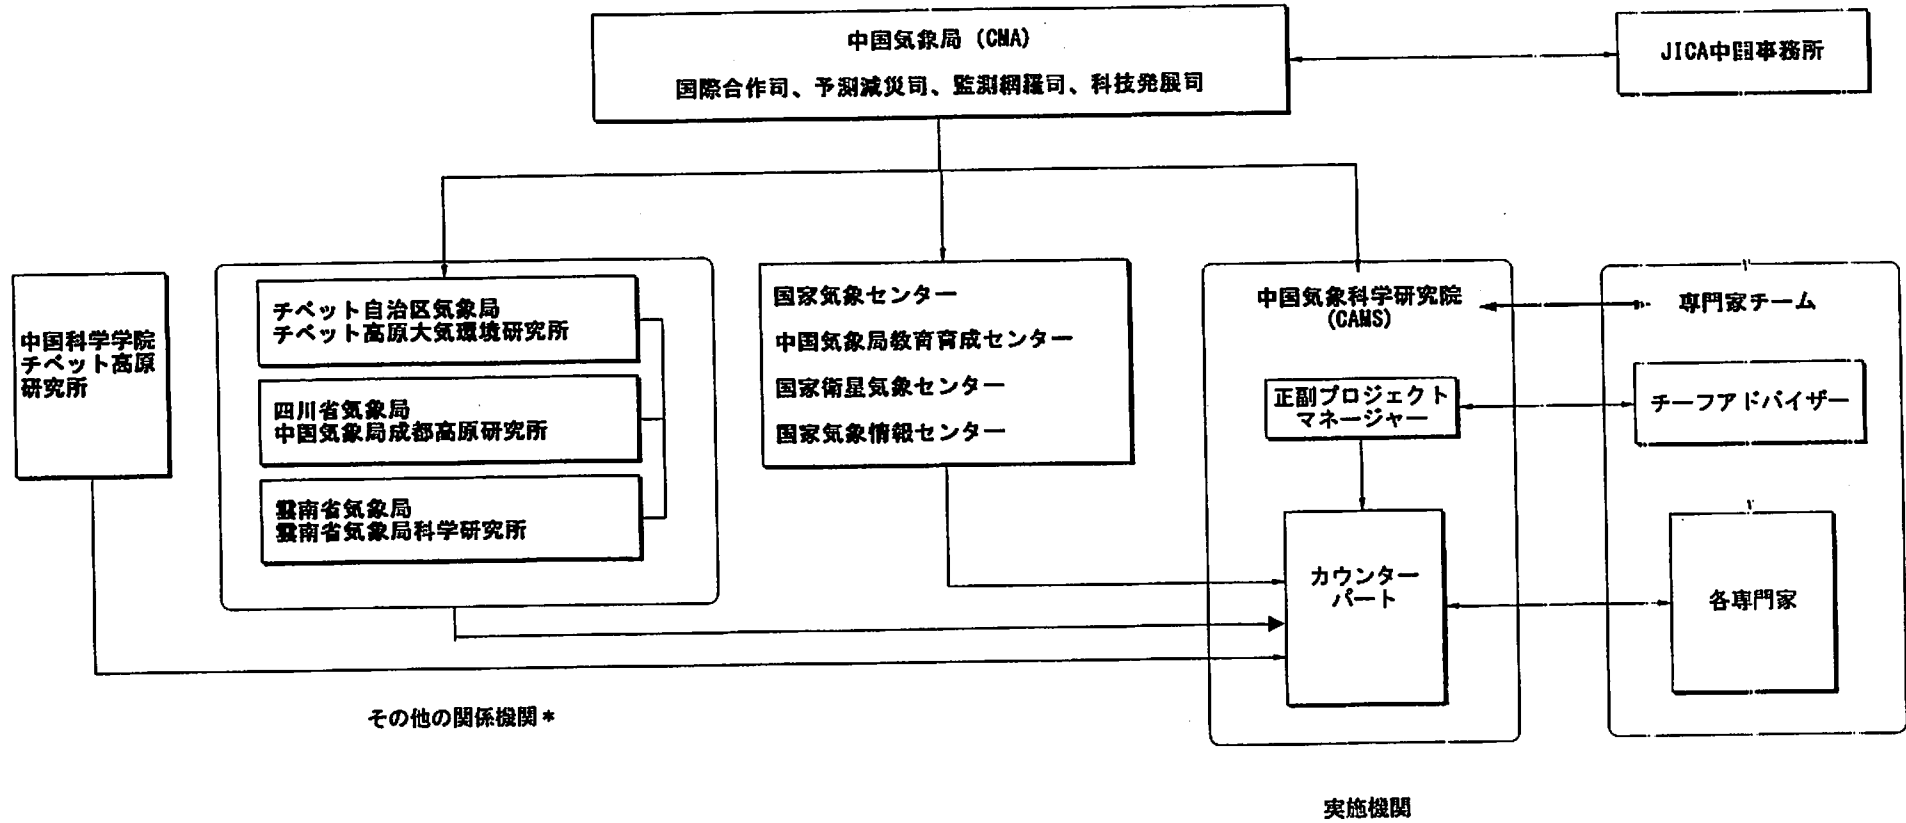 中国気象局 (CMA)
国際合作司、予測減災司、監測網羅司、科技発展司
JICA中国事務所
中国科学学院
チベット高原
研究所
チベット自治区気象局
チベット高原大気環境研究所
四川省気象局
中国気象局成都高原研究所
雲南省気象局
雲南省気象局科学研究所
国家気象センター
中国気象局教育育成センター
国家衛星気象センター
国家気象情報センター
中国気象科学研究院
(CAMS)
正副プロジェクト
マネージャー
カウンター
パート
専門家チーム
チーフアドバイザー
各専門家
その他の関係機関*
実施機関